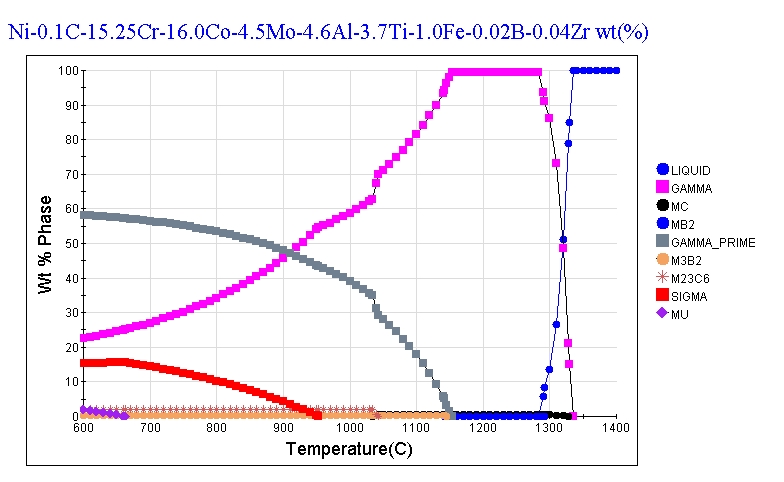 Ni-0.1C-15.25Cr-16.0Co-4.5Mo-4.6Al-3.7Ti-1.0Fe-0.02B-0.04Zr wt(%)
100
90
80
70
60
50
40
30
20
10
0
Wt % Phase
600 700 800 900 1000 1100 1200 1300 1400
Temperature(C)
LIQUID
GAMMA
MC
MB2
GAMMA_PRIME
M3B2
M23C6
SIGMA
MU